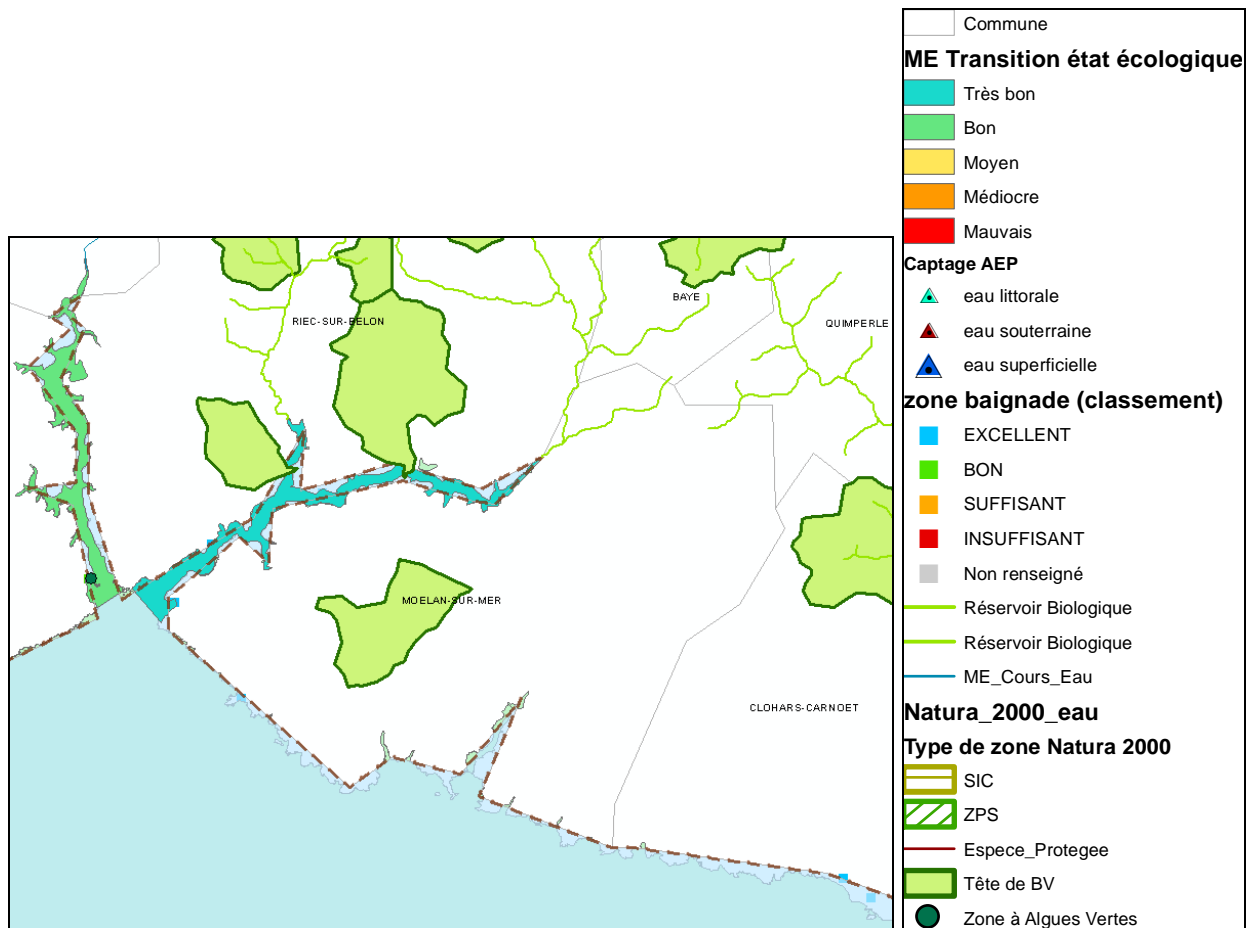 Commune
ME Transition état écologique
Très bon
Bon
Moyen
Médiocre
Mauvais
Captage AEP
eau littorale
eau souterraine
eau superficielle
zone baignade (classement)
EXCELLENT
BON
SUFFISANT
INSUFFISANT
Non renseigné
Réservoir Biologique
Réservoir Biologique
ME_Cours_Eau
Natura_2000_eau
Type de zone Natura 2000
SIC
ZPS
Espece_Protegee
Tête de BV
Zone à Algues Vertes
BAYE
RIEC-SUR-BELON
QUIMPERLE
MOELAN-SUR-MER
CLOHARS-CARNOET